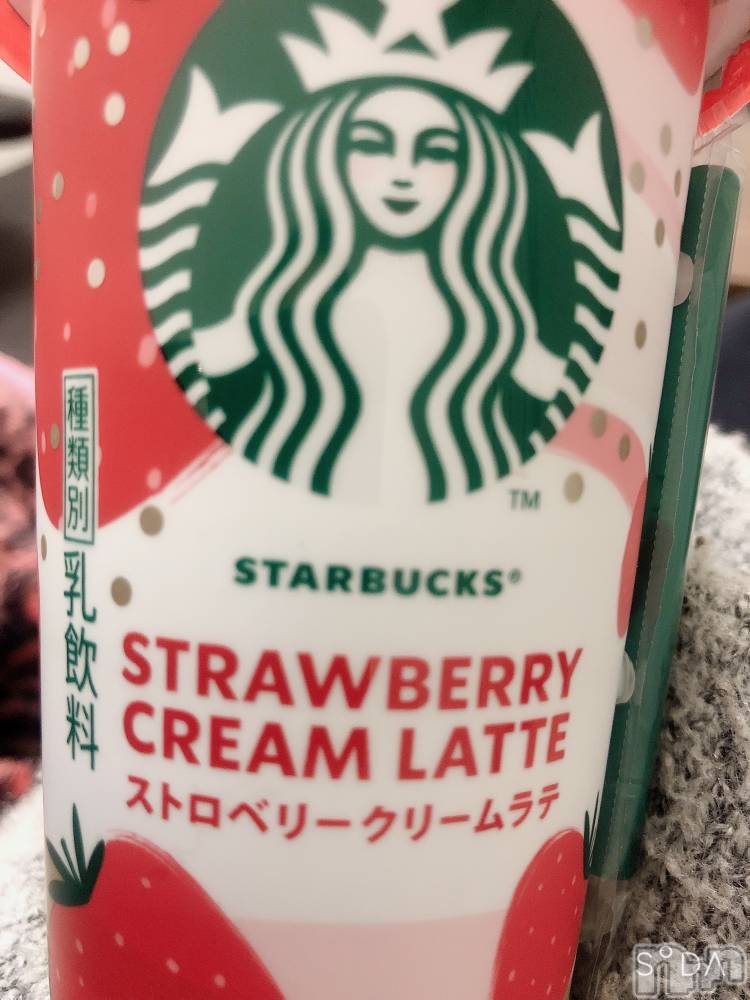 TM
STARBUCKS®
STRAWBERRY
CREAM LATTE
ストロベリークリームラテ
種類別 乳飲料
SODA